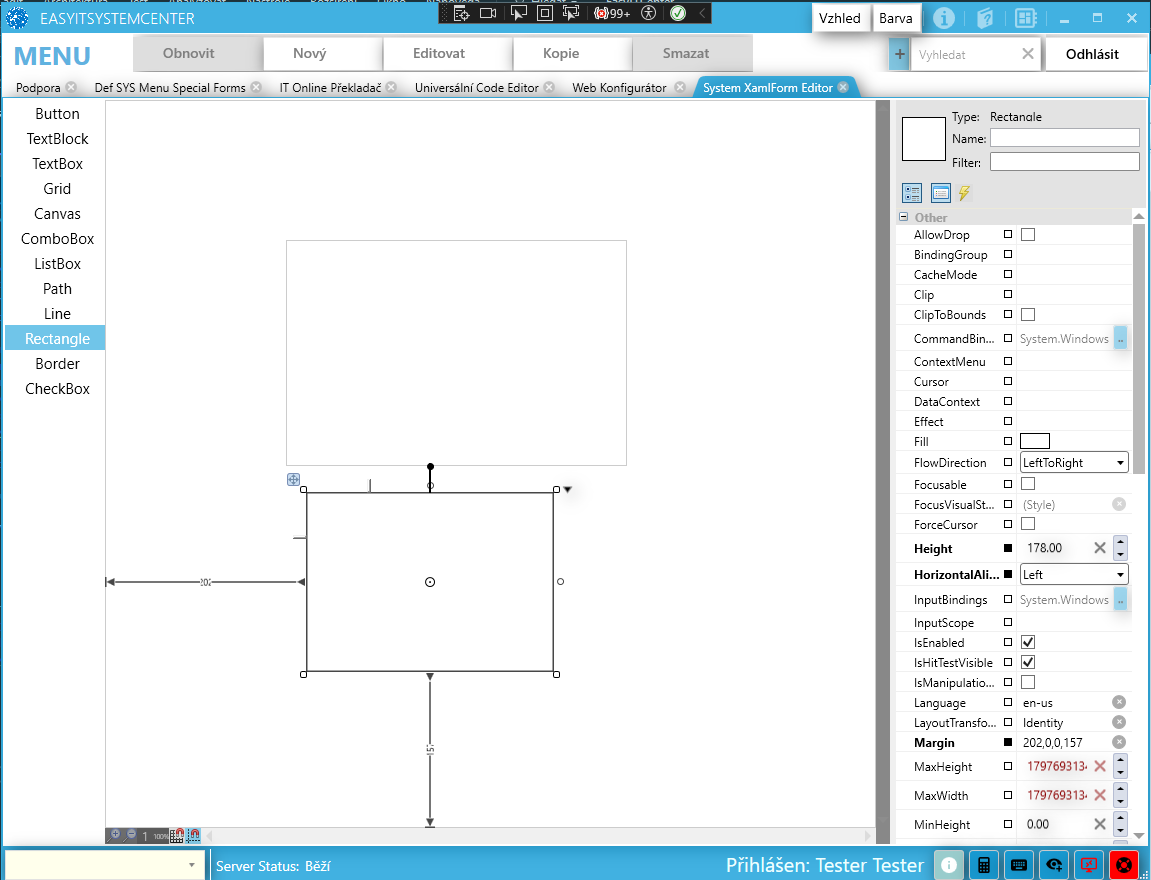 99+
EASYITSYSTEMCENTER
Vzhled
Barva
MENU
Obnovit
Nový
Editovat
Kopie
Smazat
+
Vyhledat
Odhlásit
Podpora
Def SYS Menu Special Forms
IT Online Překladač
Universální Code Editor
Web Konfigurátor
System XamlForm Editor
Button
TextBlock
TextBox
Grid
Canvas
ComboBox
ListBox
Path
Line
Rectangle
Border
CheckBox
202
1
100%
Type: Rectangle
Name:
Filter:
Other
AllowDrop
BindingGroup
CacheMode
Clip
ClipToBounds
CommandBin... System.Windows ..
ContextMenu
Cursor
DataContext
Effect
Fill
FlowDirection LeftToRight
Focusable
FocusVisualSt... (Style)
ForceCursor
Height 178.00
HorizontalAli... Left
InputBindings System.Windows ..
InputScope
IsEnabled
IsHitTestVisible
IsManipulatio...
Language en-us
LayoutTransfo... Identity
Margin 202,0,0,157
MaxHeight 179769313
MaxWidth 179769313
MinHeight 0.00
Server Status: Běží
Přihlášen: Tester Tester